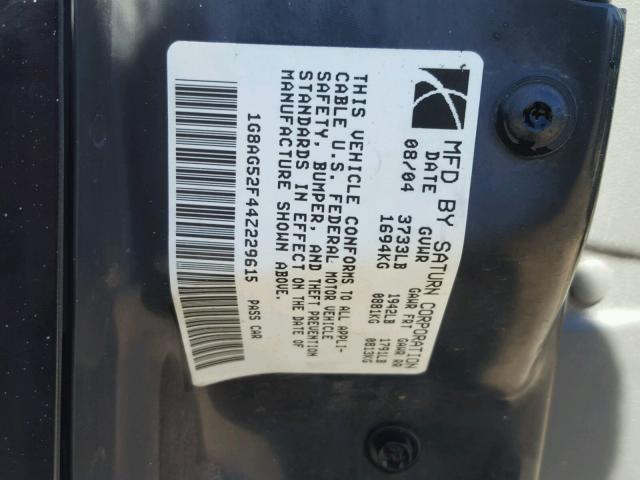 MFD BY SATURN CORPORATION
DATE GVWR GAWR FRT GAWR RR
08/04 3733LB 1942LB 1791LB
1694KG 0881KG 0813KG
THIS VEHICLE CONFORMS TO ALL APPLI-
CABLE U.S. FEDERAL MOTOR VEHICLE
SAFETY, BUMPER, AND THEFT PREVENTION
STANDARDS IN EFFECT ON THE DATE OF
MANUFACTURE SHOWN ABOVE.
1G8AG52F44Z229615 PASS CAR